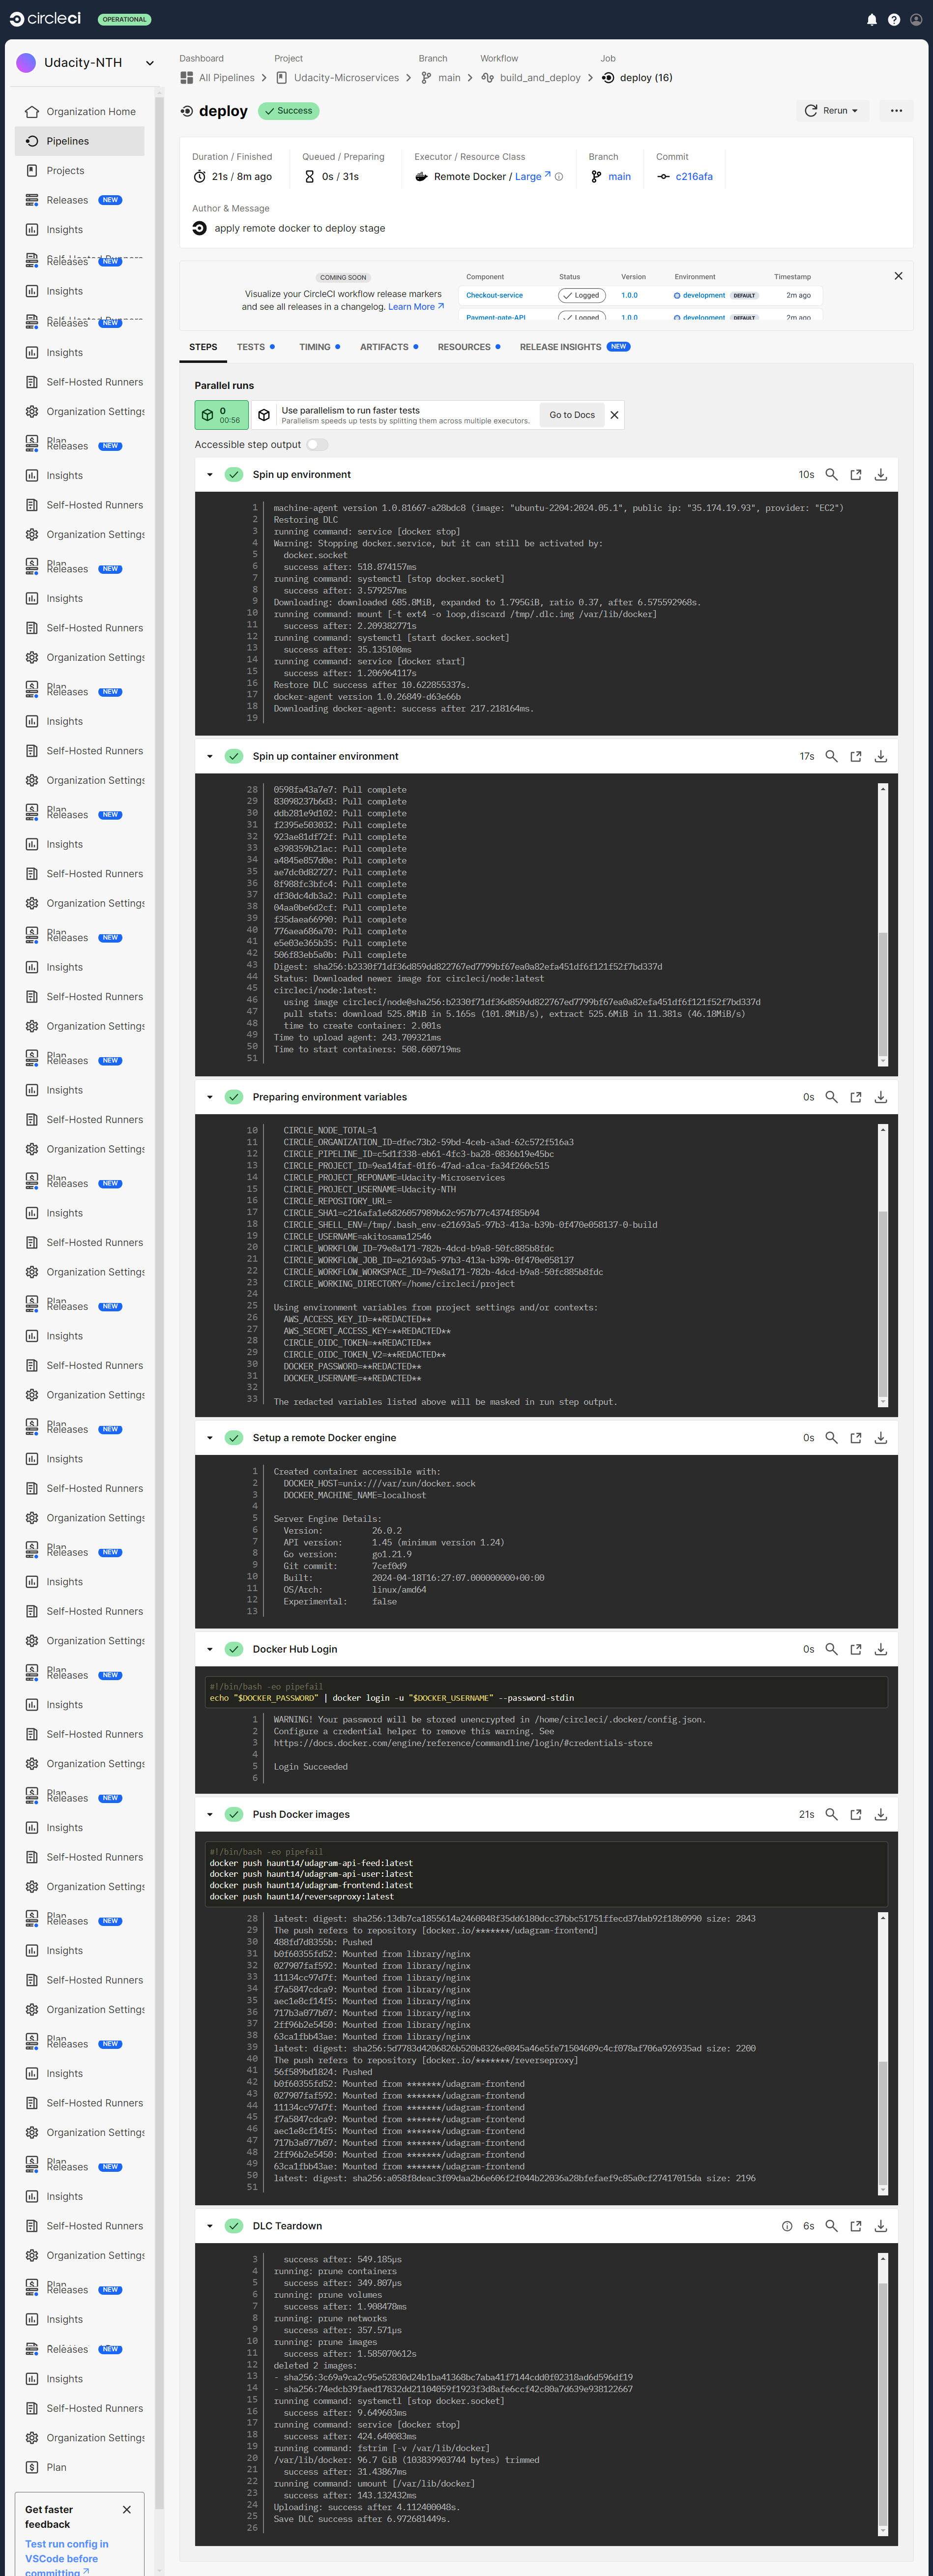 circleci
OPERATIONAL
Udacity-NTH
Organization Home
Pipelines
Projects
Releases NEW
Insights
Releases NEW
Insights
Releases NEW
Insights
Self-Hosted Runners
Organization Settings
Plan
Releases NEW
Insights
Self-Hosted Runners
Organization Settings
Plan
Releases NEW
Insights
Self-Hosted Runners
Organization Settings
Plan
Releases NEW
Insights
Self-Hosted Runners
Organization Settings
Plan
Releases NEW
Insights
Self-Hosted Runners
Organization Settings
Plan
Releases NEW
Insights
Self-Hosted Runners
Organization Settings
Plan
Releases NEW
Insights
Self-Hosted Runners
Organization Settings
Plan
Releases NEW
Insights
Self-Hosted Runners
Organization Settings
Plan
Releases NEW
Insights
Self-Hosted Runners
Organization Settings
Plan
Releases NEW
Insights
Self-Hosted Runners
Organization Settings
Plan
Releases NEW
Insights
Self-Hosted Runners
Organization Settings
Plan
Releases NEW
Insights
Self-Hosted Runners
Organization Settings
Plan
Releases NEW
Insights
Self-Hosted Runners
Organization Settings
Plan
Releases NEW
Insights
Self-Hosted Runners
Organization Settings
Plan
Releases NEW
Insights
Self-Hosted Runners
Organization Settings
Plan
Releases NEW
Insights
Self-Hosted Runners
Organization Settings
Plan
Releases NEW
Insights
Releases NEW
Insights
Self-Hosted Runners
Organization Settings
Plan
Get faster
feedback
Test run config in
VSCode before
committing
Dashboard Project Branch Workflow Job
All Pipelines Udacity-Microservices main build_and_deploy deploy (16)
deploy Success
Rerun
Duration / Finished Queued / Preparing Executor / Resource Class Branch Commit
21s / 8m ago 0s / 31s Remote Docker / Large main c216afa
Author & Message
apply remote docker to deploy stage
COMING SOON
Visualize your CircleCI workflow release markers
and see all releases in a changelog. Learn More
Component Status Version Environment Timestamp
Checkout-service Logged 1.0.0 development DEFAULT 2m ago
Payment-gate-API Logged 1.0.0 development DEFAULT 2m ago
STEPS TESTS TIMING ARTIFACTS RESOURCES RELEASE INSIGHTS NEW
Parallel runs
0
00:56
Use parallelism to run faster tests
Parallelism speeds up tests by splitting them across multiple executors.
Go to Docs
Accessible step output
Spin up environment 10s
1 machine-agent version 1.0.81667-a28bdc8 (image: "ubuntu-2204:2024.05.1", public ip: "35.174.19.93", provider: "EC2")
2 Restoring DLC
3 running command: service [docker stop]
4 Warning: Stopping docker.service, but it can still be activated by:
5 docker.socket
6 success after: 518.874157ms
7 running command: systemctl [stop docker.socket]
8 success after: 3.579257ms
9 Downloading: downloaded 685.8MiB, expanded to 1.795GiB, ratio 0.37, after 6.575592968s.
10 running command: mount [-t ext4 -o loop,discard /tmp/.dlc.img /var/lib/docker]
11 success after: 2.209382771s
12 running command: systemctl [start docker.socket]
13 success after: 35.135108ms
14 running command: service [docker start]
15 success after: 1.206964117s
16 Restore DLC success after 10.622855337s.
17 docker-agent version 1.0.26849-d63e66b
18 Downloading docker-agent: success after 217.218164ms.
19
Spin up container environment 17s
28 0598fa43a7e7: Pull complete
29 83098237b6d3: Pull complete
30 ddb281e9d102: Pull complete
31 f2395e503032: Pull complete
32 923ae81df72f: Pull complete
33 e398359b21ac: Pull complete
34 a4845e857d0e: Pull complete
35 ae7dc0d82727: Pull complete
36 8f988fc3bfc4: Pull complete
37 df30dc4db3a2: Pull complete
38 04aa0be6d2cf: Pull complete
39 f35daea66990: Pull complete
40 776aea686a70: Pull complete
41 e5e03e365b35: Pull complete
42 506f83eb5a0b: Pull complete
43 Digest: sha256:b2330f71df36d859dd822767ed7799bf67ea0a82efa451df6f121f52f7bd337d
44 Status: Downloaded newer image for circleci/node:latest
45 circleci/node:latest:
46 using image circleci/node@sha256:b2330f71df36d859dd822767ed7799bf67ea0a82efa451df6f121f52f7bd337d
47 pull stats: download 525.8MiB in 5.165s (101.8MiB/s), extract 525.6MiB in 11.381s (46.18MiB/s)
48 time to create container: 2.001s
49 Time to upload agent: 243.709321ms
50 Time to start containers: 508.600719ms
51
Preparing environment variables 0s
10 CIRCLE_NODE_TOTAL=1
11 CIRCLE_ORGANIZATION_ID=dfec73b2-59bd-4ceb-a3ad-62c572f516a3
12 CIRCLE_PIPELINE_ID=c5d1f338-eb61-4fc3-ba28-0836b19e45bc
13 CIRCLE_PROJECT_ID=9ea14faf-01f6-47ad-a1ca-fa34f260c515
14 CIRCLE_PROJECT_REPONAME=Udacity-Microservices
15 CIRCLE_PROJECT_USERNAME=Udacity-NTH
16 CIRCLE_REPOSITORY_URL=
17 CIRCLE_SHA1=c216afa1e6826057989b62c957b77c4374f85b94
18 CIRCLE_SHELL_ENV=/tmp/.bash_env-e21693a5-97b3-413a-b39b-0f470e058137-0-build
19 CIRCLE_USERNAME=akitosama12546
20 CIRCLE_WORKFLOW_ID=79e8a171-782b-4dcd-b9a8-50fc885b8fdc
21 CIRCLE_WORKFLOW_JOB_ID=e21693a5-97b3-413a-b39b-0f470e058137
22 CIRCLE_WORKFLOW_WORKSPACE_ID=79e8a171-782b-4dcd-b9a8-50fc885b8fdc
23 CIRCLE_WORKING_DIRECTORY=/home/circleci/project
24
25 Using environment variables from project settings and/or contexts:
26 AWS_ACCESS_KEY_ID=**REDACTED**
27 AWS_SECRET_ACCESS_KEY=**REDACTED**
28 CIRCLE_OIDC_TOKEN=**REDACTED**
29 CIRCLE_OIDC_TOKEN_V2=**REDACTED**
30 DOCKER_PASSWORD=**REDACTED**
31 DOCKER_USERNAME=**REDACTED**
32
33 The redacted variables listed above will be masked in run step output.
Setup a remote Docker engine 0s
1 Created container accessible with:
2 DOCKER_HOST=unix:///var/run/docker.sock
3 DOCKER_MACHINE_NAME=localhost
4
5 Server Engine Details:
6 Version: 26.0.2
7 API version: 1.45 (minimum version 1.24)
8 Go version: go1.21.9
9 Git commit: 7cef0d9
10 Built: 2024-04-18T16:27:07.000000000+00:00
11 OS/Arch: linux/amd64
12 Experimental: false
13
Docker Hub Login 0s
#!/bin/bash -eo pipefail
echo "$DOCKER_PASSWORD" | docker login -u "$DOCKER_USERNAME" --password-stdin
1 WARNING! Your password will be stored unencrypted in /home/circleci/.docker/config.json.
2 Configure a credential helper to remove this warning. See
3 https://docs.docker.com/engine/reference/commandline/login/#credentials-store
4
5 Login Succeeded
6
Push Docker images 21s
#!/bin/bash -eo pipefail
docker push haunt14/udagram-api-feed:latest
docker push haunt14/udagram-api-user:latest
docker push haunt14/udagram-frontend:latest
docker push haunt14/reverseproxy:latest
28 latest: digest: sha256:13db7ca1855614a2460848f35dd6180dcc37bbc51751ffecd37dab92f18b0990 size: 2843
29 The push refers to repository [docker.io/*******/udagram-frontend]
30 488fd7d8355b: Pushed
31 b0f60355fd52: Mounted from library/nginx
32 027907faf592: Mounted from library/nginx
33 11134cc97d7f: Mounted from library/nginx
34 f7a5847cdca9: Mounted from library/nginx
35 aec1e8cf14f5: Mounted from library/nginx
36 717b3a077b07: Mounted from library/nginx
37 2ff96b2e5450: Mounted from library/nginx
38 63ca1fbb43ae: Mounted from library/nginx
39 latest: digest: sha256:5d7783d4206826b520b8326e0845a46e5fe71504609c4cf078af706a926935ad size: 2200
40 The push refers to repository [docker.io/*******/reverseproxy]
41 56f589bd1824: Pushed
42 b0f60355fd52: Mounted from *******/udagram-frontend
43 027907faf592: Mounted from *******/udagram-frontend
44 11134cc97d7f: Mounted from *******/udagram-frontend
45 f7a5847cdca9: Mounted from *******/udagram-frontend
46 aec1e8cf14f5: Mounted from *******/udagram-frontend
47 717b3a077b07: Mounted from *******/udagram-frontend
48 2ff96b2e5450: Mounted from *******/udagram-frontend
49 63ca1fbb43ae: Mounted from *******/udagram-frontend
50 latest: digest: sha256:a058f8deac3f09daa2b6e606f2f044b22036a28bfefaef9c85a0cf27417015da size: 2196
51
DLC Teardown 6s
3 success after: 549.185µs
4 running: prune containers
5 success after: 349.807µs
6 running: prune volumes
7 success after: 1.908478ms
8 running: prune networks
9 success after: 357.571µs
10 running: prune images
11 success after: 1.585070612s
12 deleted 2 images:
13 - sha256:3c69a9ca2c95e52830d24b1ba41368bc7aba41f7144cdd0f02318ad6d596df19
14 - sha256:74edcb39faed17832dd21104059f1923f3d8afe6ccf42c80a7d639e938122667
15 running command: systemctl [stop docker.socket]
16 success after: 9.649603ms
17 running command: service [docker stop]
18 success after: 424.640083ms
19 running command: fstrim [-v /var/lib/docker]
20 /var/lib/docker: 96.7 GiB (103839903744 bytes) trimmed
21 success after: 31.43867ms
22 running command: umount [/var/lib/docker]
23 success after: 143.132432ms
24 Uploading: success after 4.112400048s.
25 Save DLC success after 6.972681449s.
26